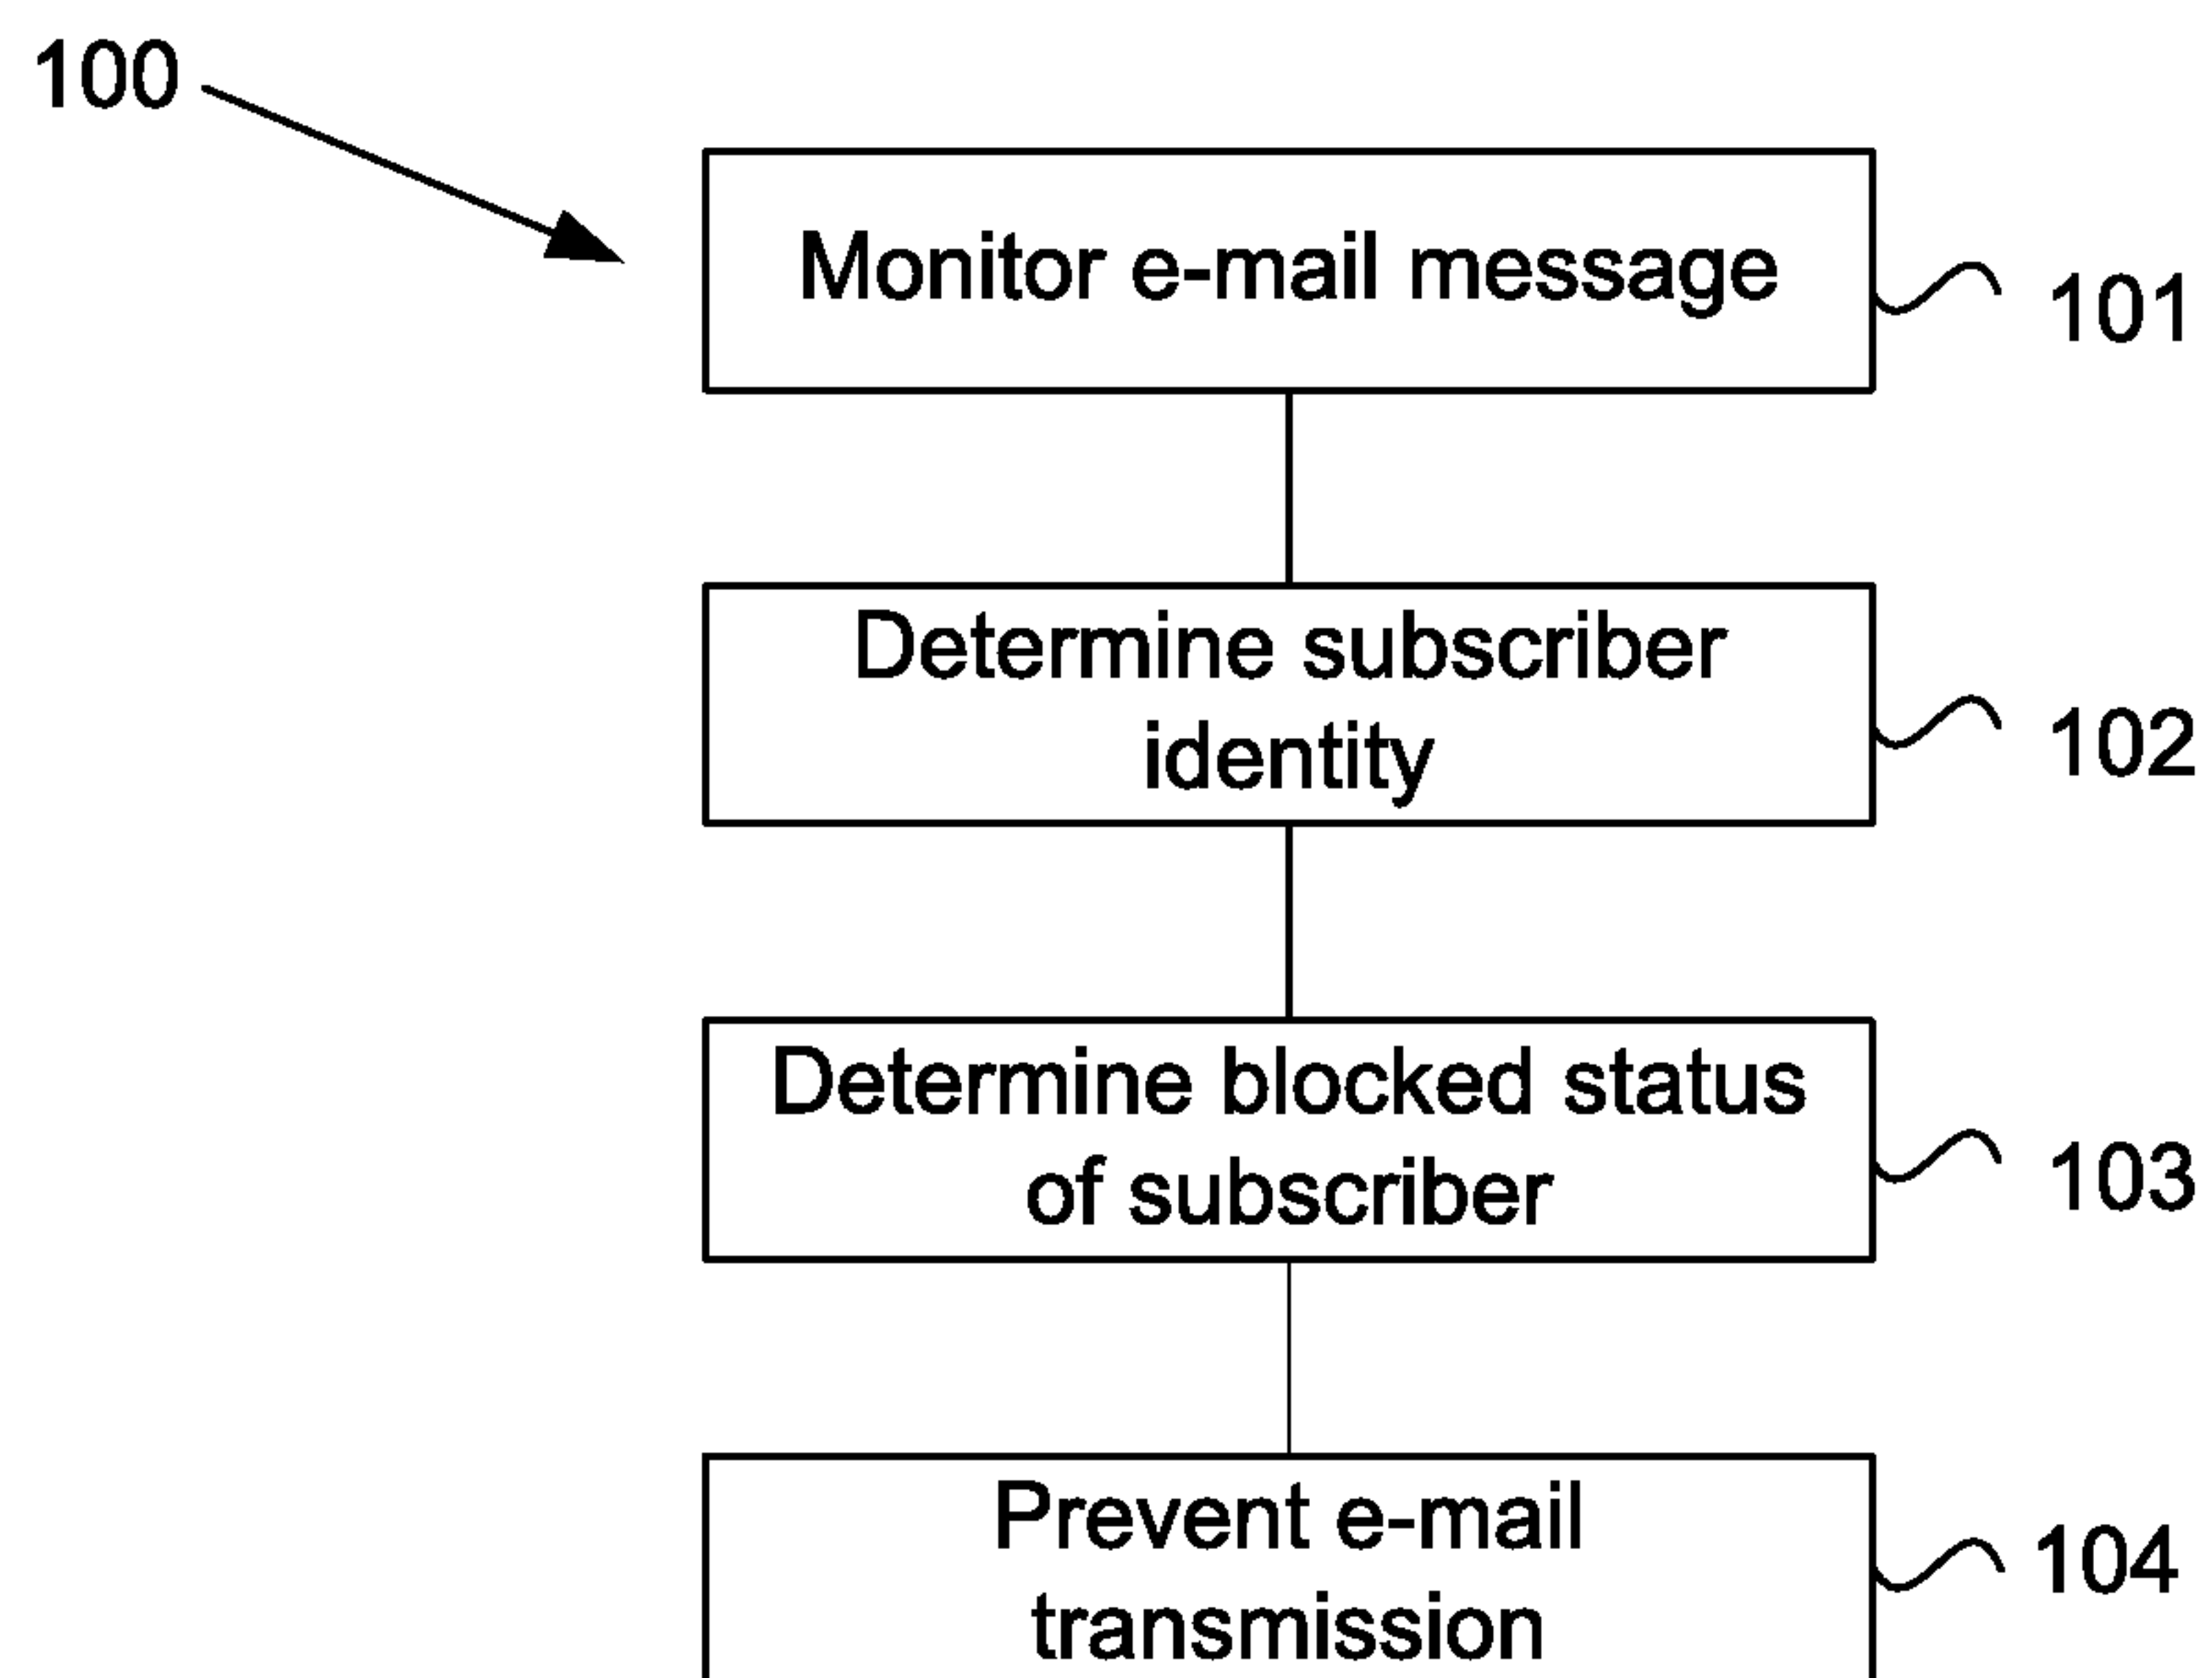 100
Monitor e-mail message
101
Determine subscriber
identity
102
Determine blocked status
of subscriber
103
Prevent e-mail
transmission
104